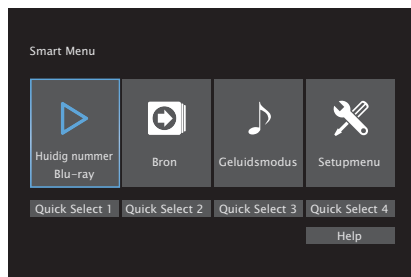 Smart Menu
Huidig nummer
Blu-ray
Bron
Geluidsmodus
Setupmenu
Quick Select 1
Quick Select 2
Quick Select 3
Quick Select 4
Help